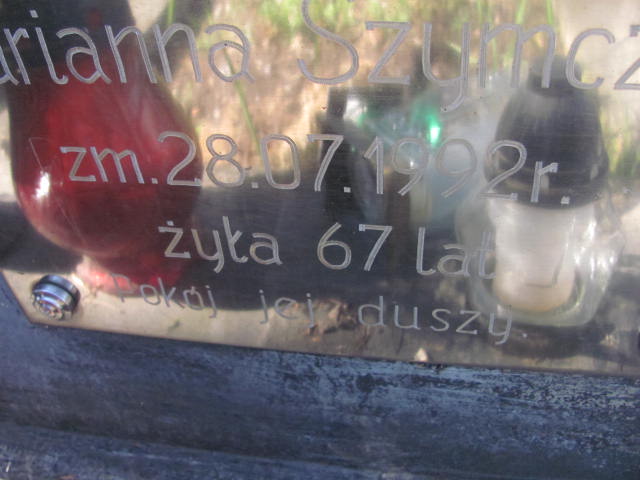 arianna Szymcz
zm.28.07.1992r.
żyła 67 lat
Pokój jej duszy